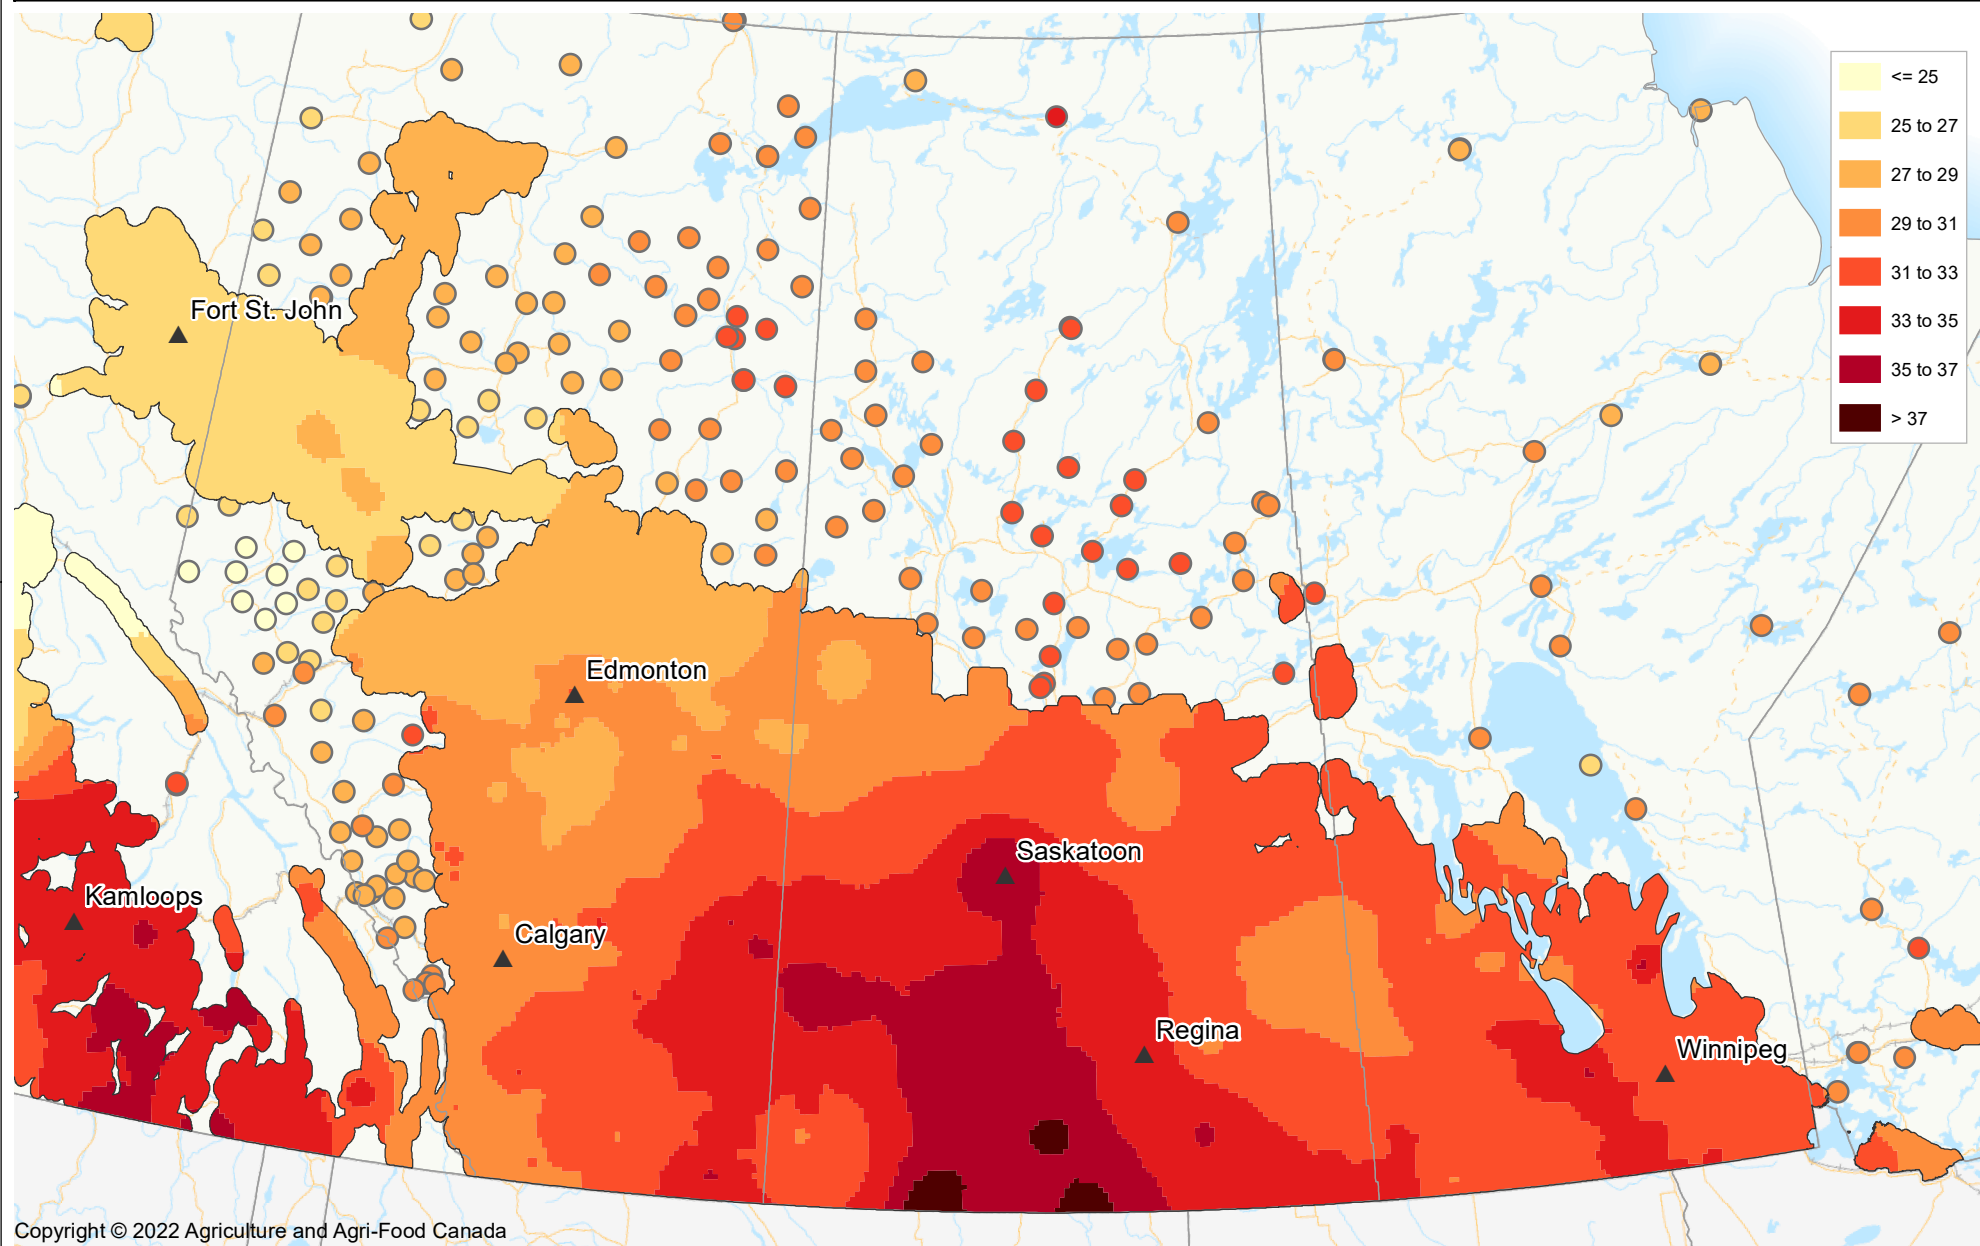 <= 25
25 to 27
27 to 29
29 to 31
31 to 33
33 to 35
35 to 37
> 37
Fort St. John
Edmonton
Saskatoon
Kamloops
Calgary
Regina
Winnipeg
Copyright © 2022 Agriculture and Agri-Food Canada